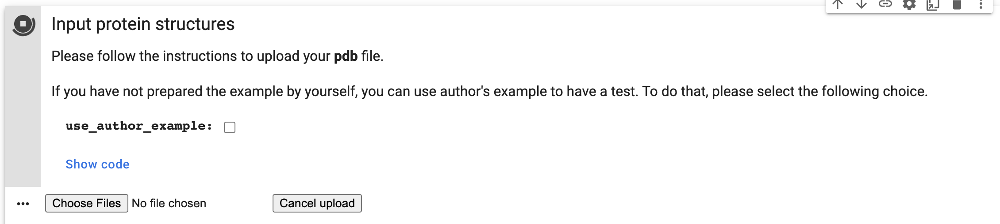 Input protein structures
Please follow the instructions to upload your pdb file.
If you have not prepared the example by yourself, you can use author's example to have a test. To do that, please select the following choice.
use_author_example:
Show code
Choose Files No file chosen Cancel upload